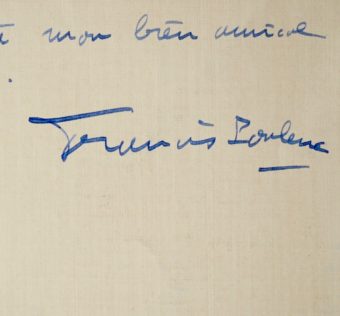 mon bien amical
.
Francis Poulenc